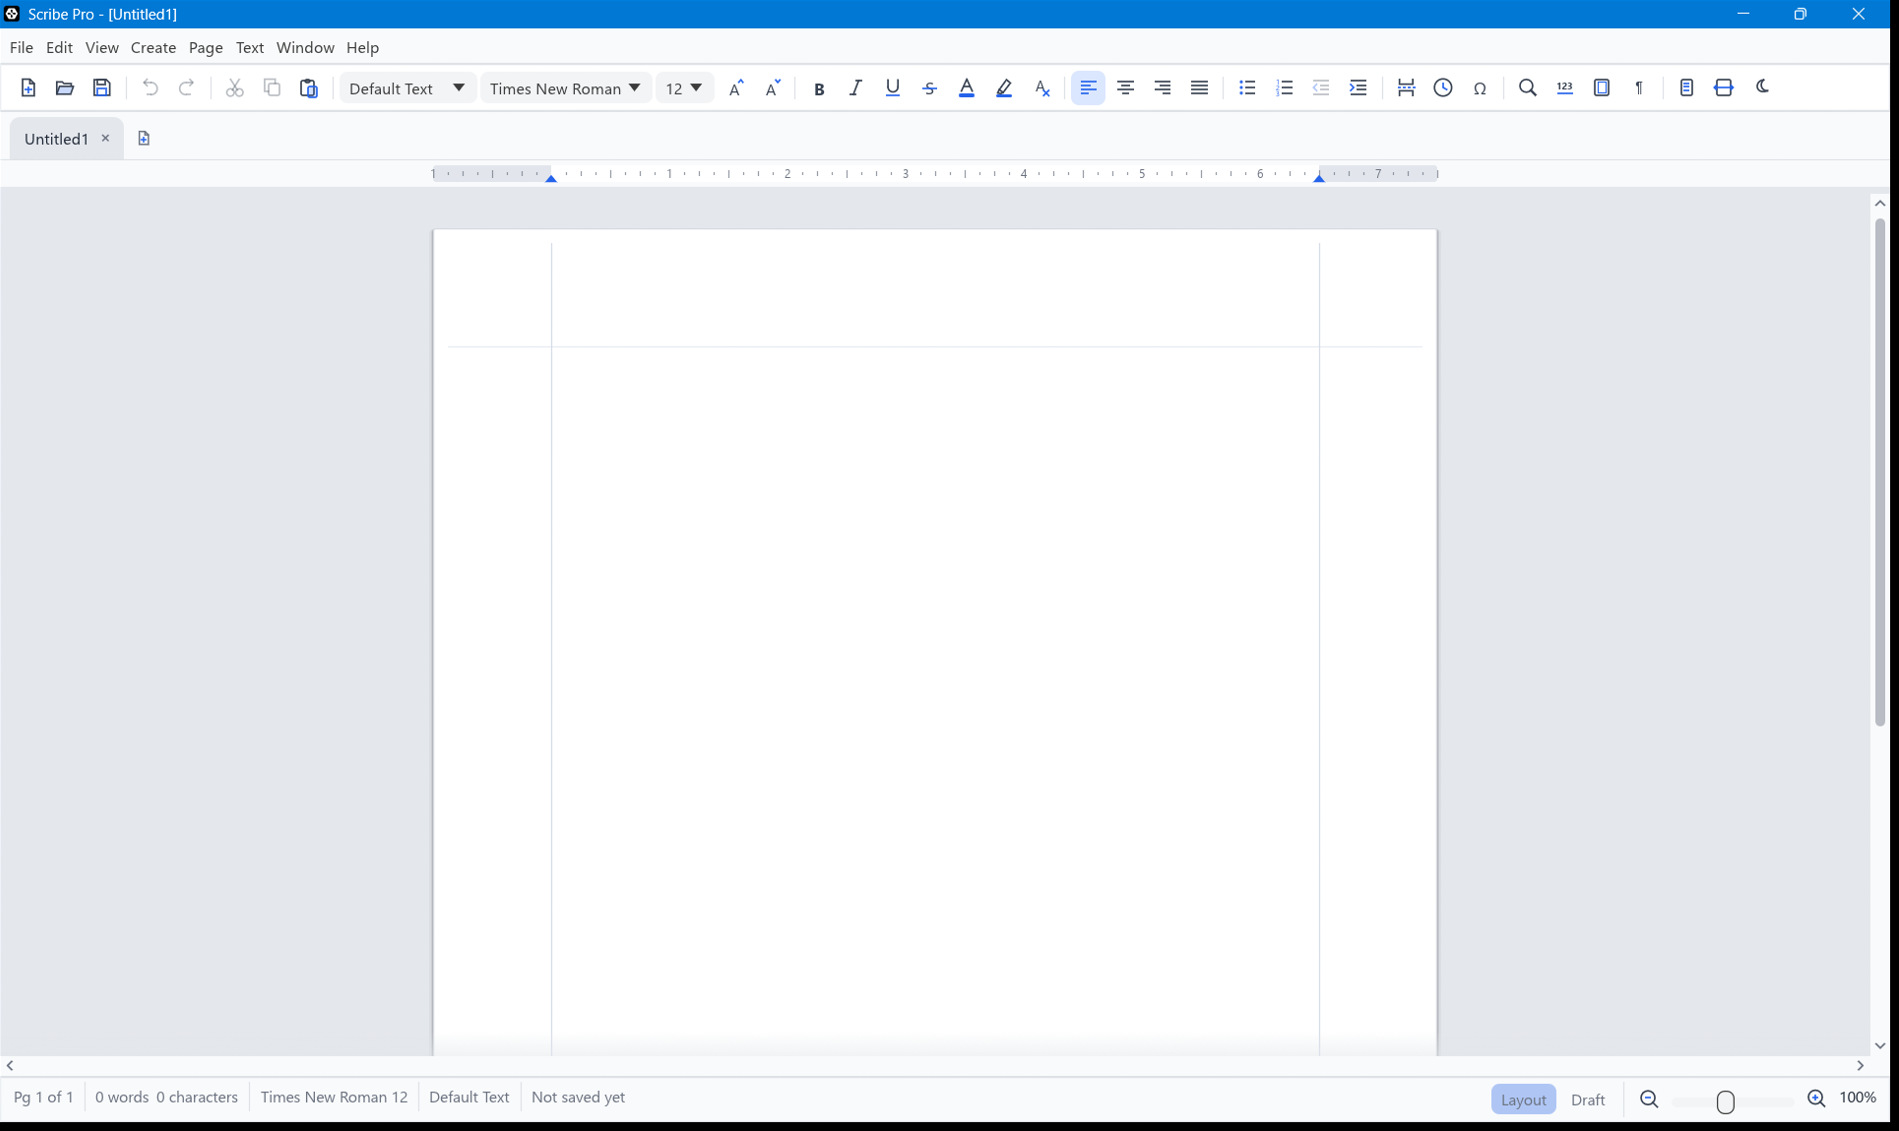 Scribe Pro - [Untitled1]
File Edit View Create Page Text Window Help
Default Text Times New Roman 12
Untitled1
1 1 2 3 4 5 6 7
Pg 1 of 1 0 words 0 characters Times New Roman 12 Default Text Not saved yet Layout Draft 100%